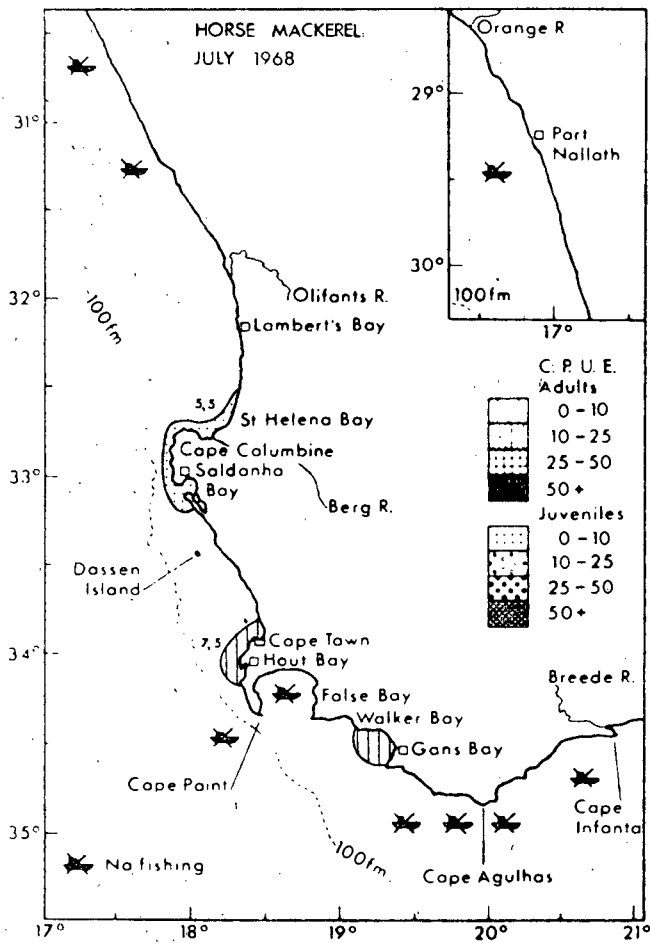 HORSE MACKEREL
JULY 1968
Orange R
29°
Port
Nallath
30°
100fm
17°
31°
Olifants R.
32°
100fm
Lambert's Bay
C. P. U. E.
Adults
0-10
10-25
25-50
50+
Juveniles
0-10
10-25
25-50
50+
5,5
St Helena Bay
Cape Calumbine
33°
Saldanha
Bay
Berg R.
Dassen
Island
7,5
Cape Town
34°
Hout Bay
Breede R.
False Bay
Walker Bay
Gans Bay
Cape Point
Cape
Infanta
35°
100fm
No fishing
Cape Agulhas
17°
18°
19°
20°
21°